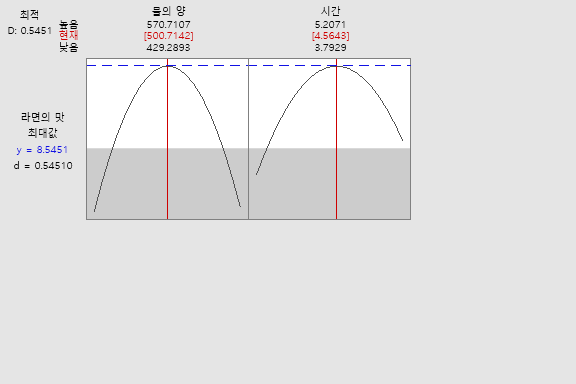 최적
D: 0.5451
높음
현재
낮음
물의 양
570.7107
[500.7142]
429.2893
시간
5.2071
[4.5643]
3.7929
라면의 맛
최대값
y = 8.5451
d = 0.54510